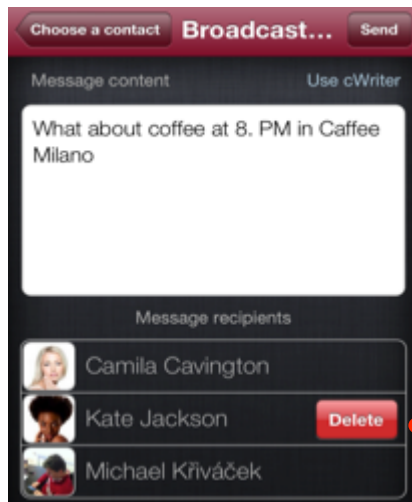 Choose a contact Broadcast... Send
Message content Use cWriter
What about coffee at 8. PM in Caffee
Milano
Message recipients
Camila Cavington
Kate Jackson Delete
Michael Křiváček